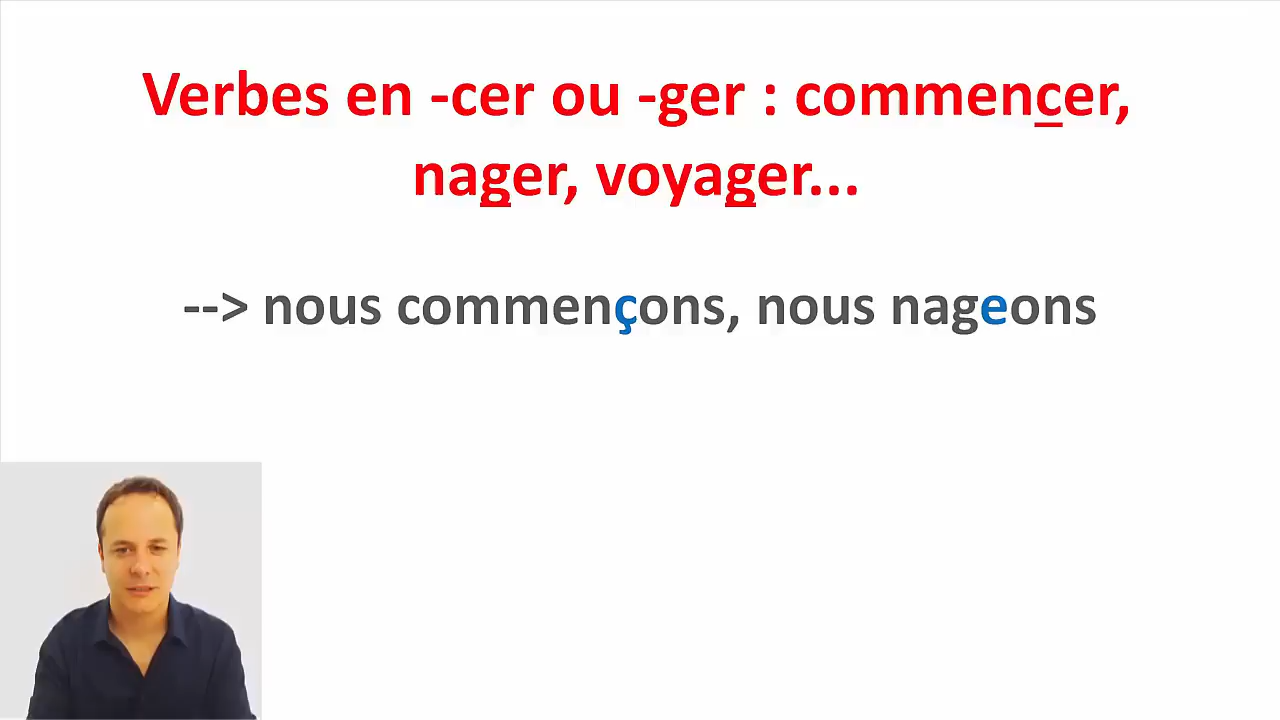 Verbes en -cer ou -ger : commencer,
nager, voyager...
--> nous commençons, nous nageons